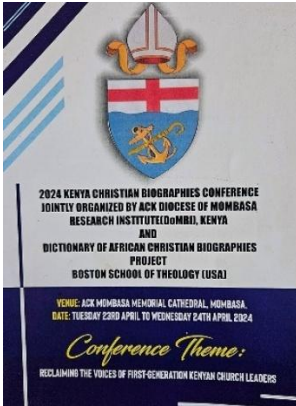 2024 KENYA CHRISTIAN BIOGRAPHIES CONFERENCE
JOINTLY ORGANIZED BY ACK DIOCESE OF MOMBASA
RESEARCH INSTITUTE(DoMRI), KENYA
AND
DICTIONARY OF AFRICAN CHRISTIAN BIOGRAPHIES
PROJECT
BOSTON SCHOOL OF THEOLOGY (USA)
VENUE: ACK MOMBASA MEMORIAL CATHEDRAL, MOMBASA.
DATE: TUESDAY 23RD APRIL TO WEDNESDAY 24TH APRIL 2024
Conference Theme:
RECLAIMING THE VOICES OF FIRST-GENERATION KENYAN CHURCH LEADERS